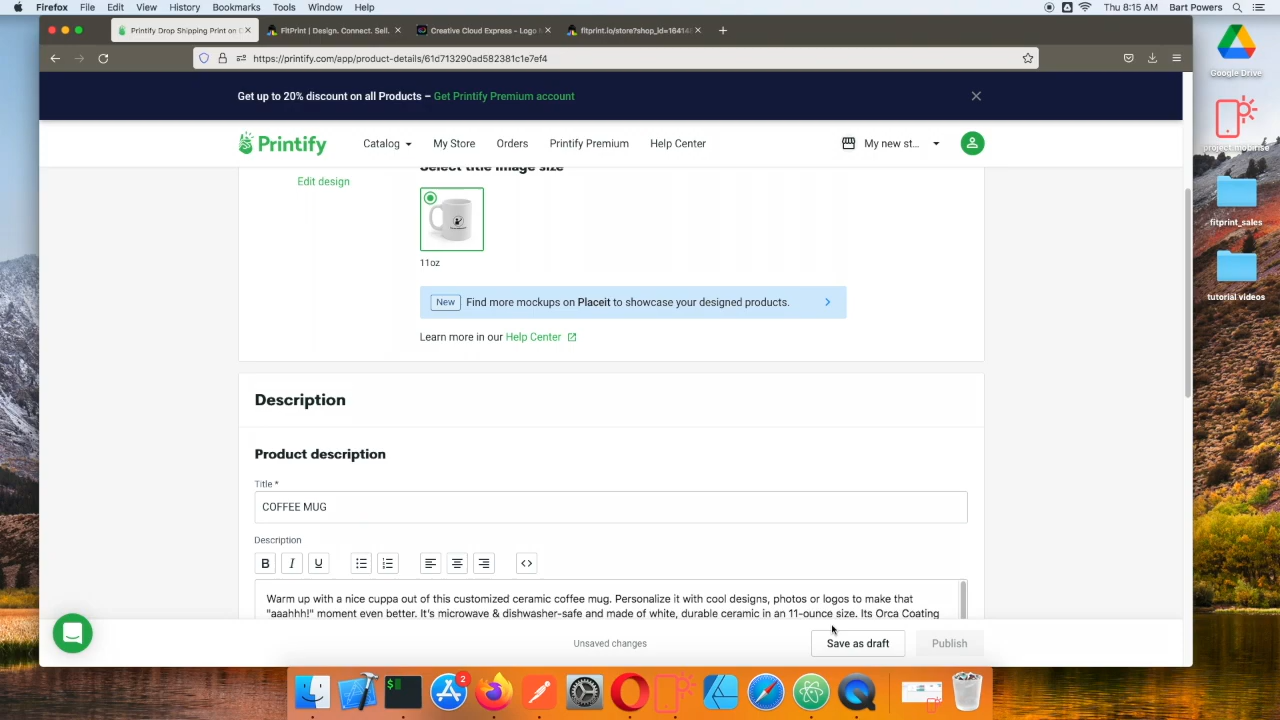 Firefox File Edit View History Bookmarks Tools Window Help Thu 8:15 AM Bart Powers
Printify Drop Shipping Print on D FitPrint | Design. Connect. Sell. Creative Cloud Express - Logo M fitprint.io/store?shop_id=16414
https://printify.com/app/product-details/61d713290ad582381c1e7ef4
Google Drive
Get up to 20% discount on all Products – Get Printify Premium account
Printify Catalog My Store Orders Printify Premium Help Center My new st...
project.mobirise
Select title image size
Edit design
fitprint_sales
11oz
tutorial videos
New Find more mockups on Placeit to showcase your designed products.
Learn more in our Help Center
Description
Product description
Title *
COFFEE MUG
Description
B I U
Warm up with a nice cuppa out of this customized ceramic coffee mug. Personalize it with cool designs, photos or logos to make that
"aaahhh!" moment even better. It's microwave & dishwasher-safe and made of white, durable ceramic in an 11-ounce size. Its Orca Coating
Unsaved changes Save as draft Publish
2